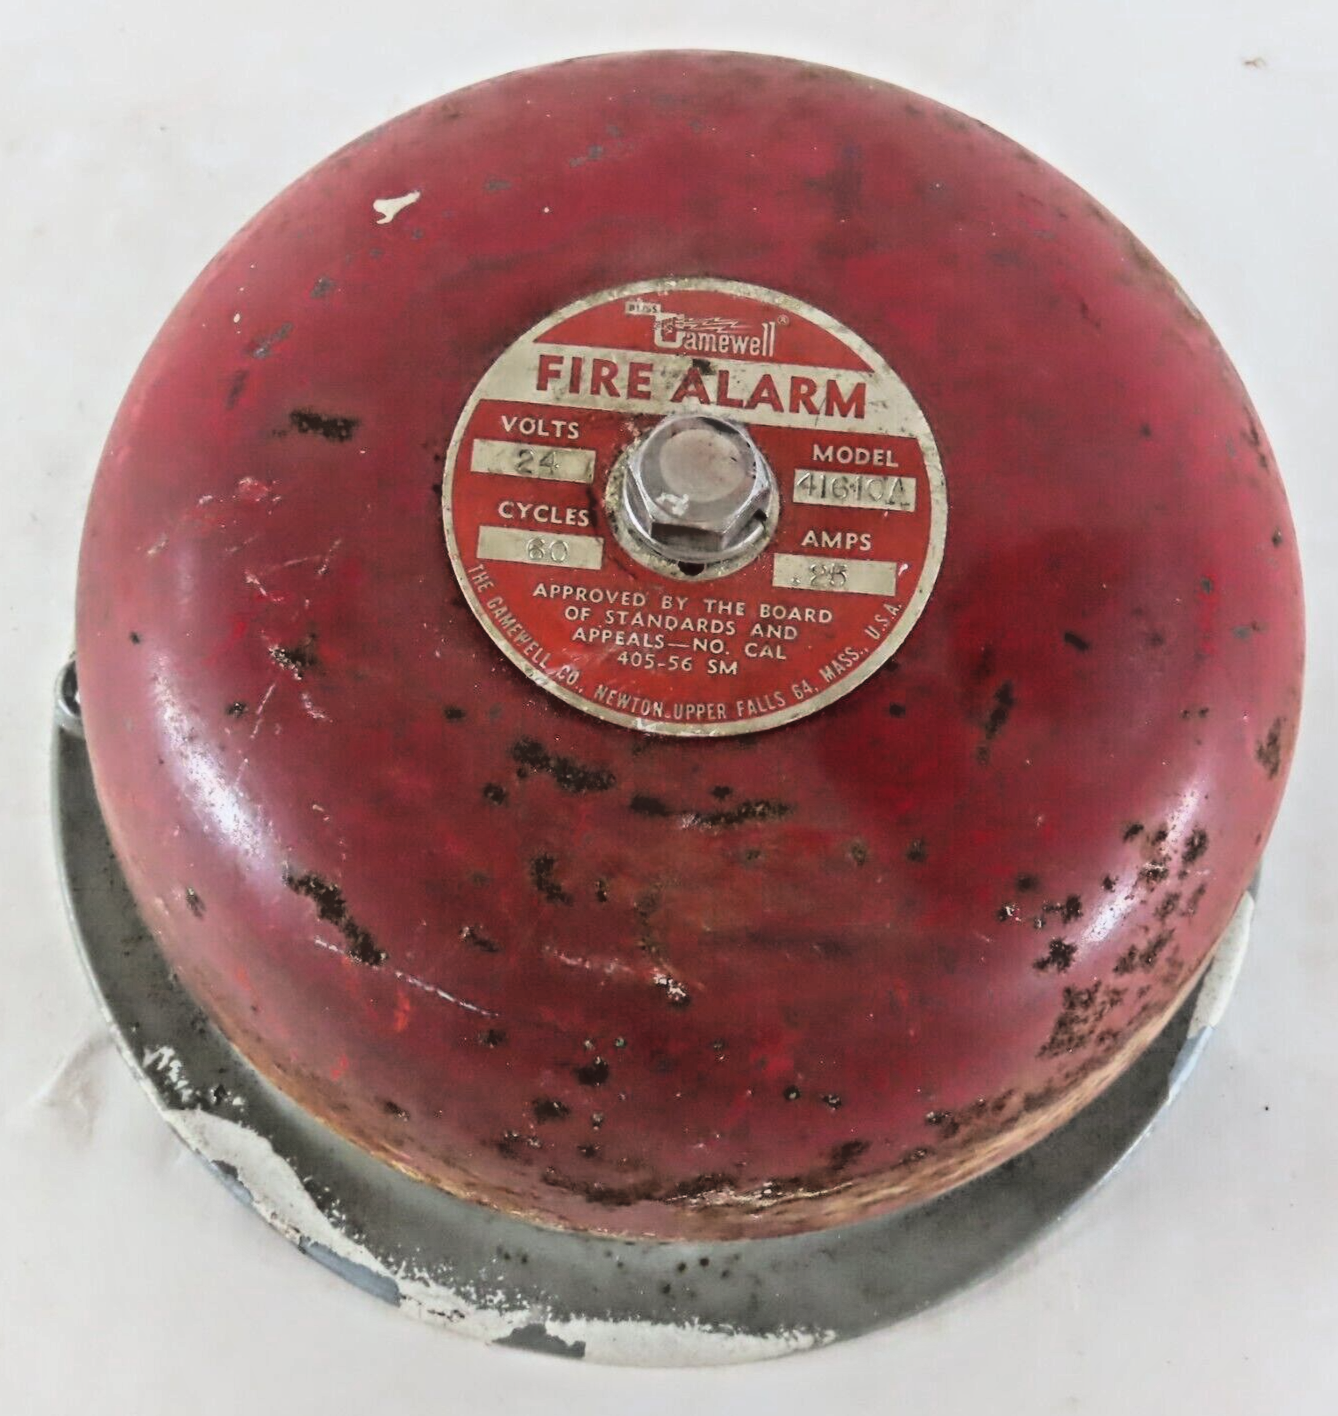 Gamewell®
FIRE ALARM
VOLTS
24
MODEL
41610A
CYCLES
60
AMPS
.25
APPROVED BY THE BOARD
OF STANDARDS AND
APPEALS—NO. CAL
405-56 SM
THE GAMEWELL CO., NEWTON UPPER FALLS 64, MASS., U.S.A.